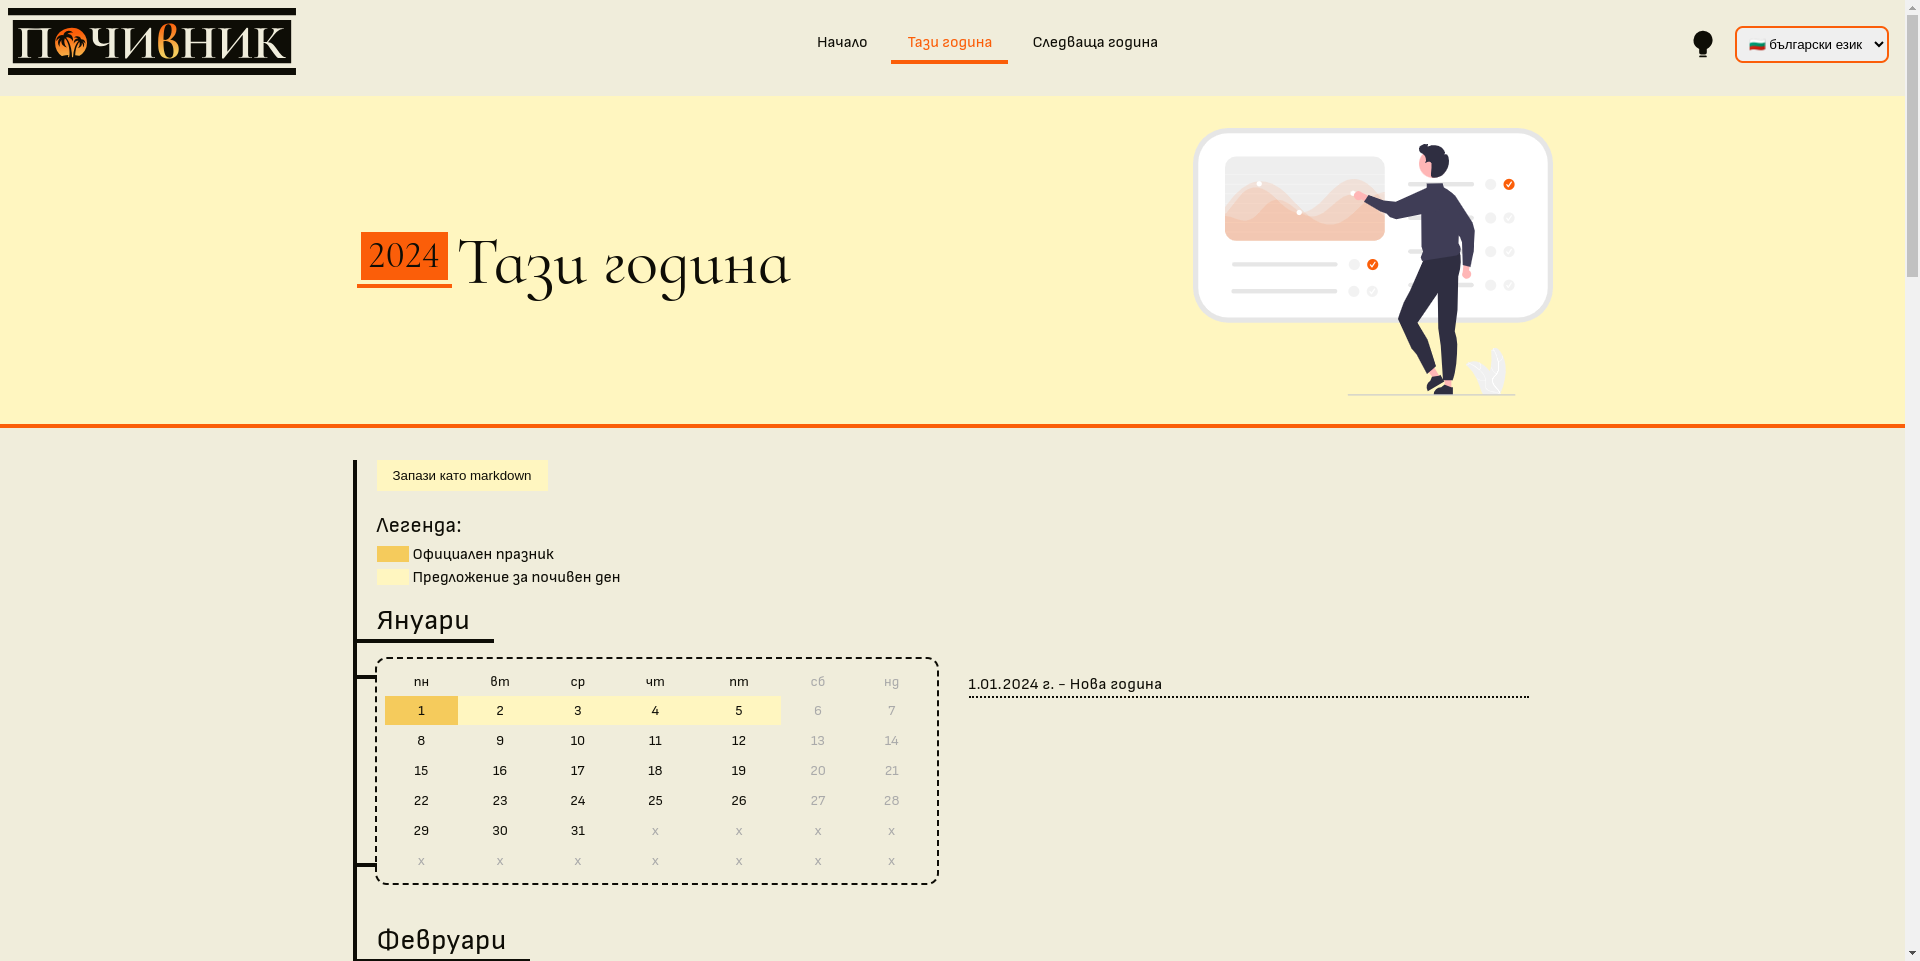 ПОЧИВНИК
Начало
Тази година
Следваща година
🇧🇬 български език
2024 Тази година
Запази като markdown
Легенда:
Официален празник
Предложение за почивен ден
Януари
пн вт ср чт пт сб нд
1 2 3 4 5 6 7
8 9 10 11 12 13 14
15 16 17 18 19 20 21
22 23 24 25 26 27 28
29 30 31 x x x x
x x x x x x x
1.01.2024 г. - Нова година
Февруари